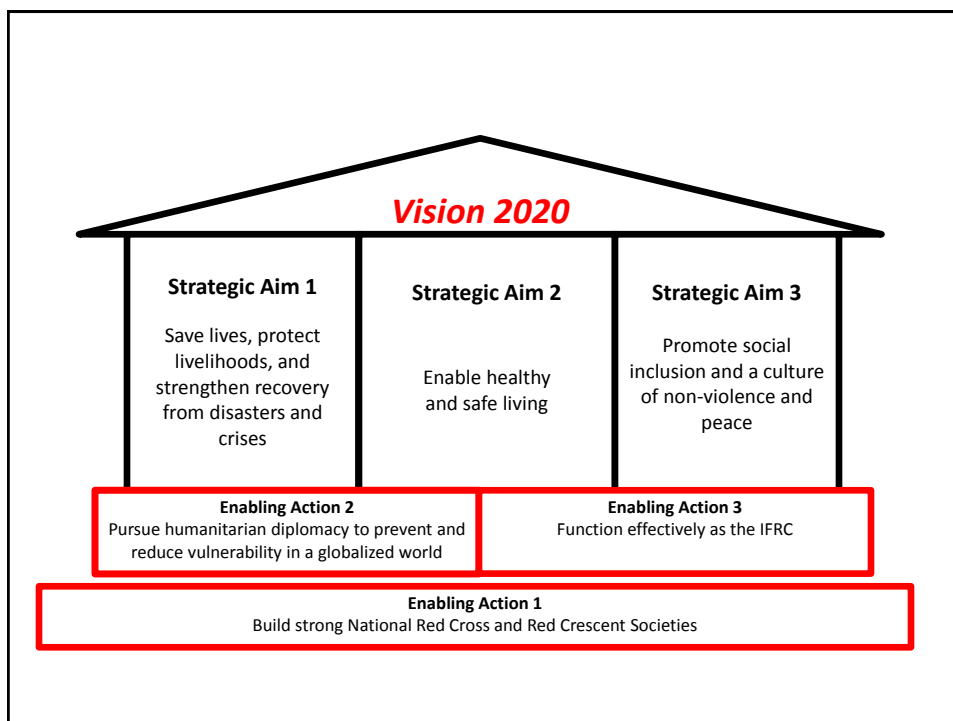 Vision 2020
Strategic Aim 1
Save lives, protect
livelihoods, and
strengthen recovery
from disasters and
crises
Strategic Aim 2
Enable healthy
and safe living
Strategic Aim 3
Promote social
inclusion and a culture
of non-violence and
peace
Enabling Action 2
Pursue humanitarian diplomacy to prevent and
reduce vulnerability in a globalized world
Enabling Action 3
Function effectively as the IFRC
Enabling Action 1
Build strong National Red Cross and Red Crescent Societies